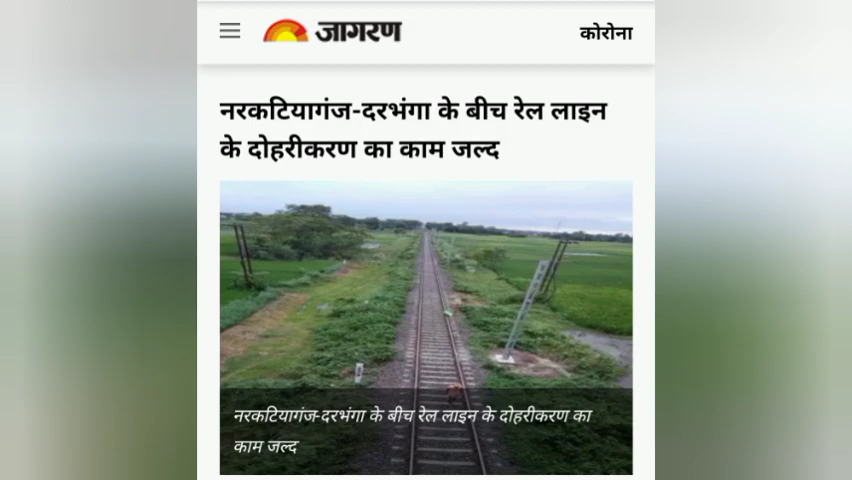 जागरण
कोरोना
नरकटियागंज-दरभंगा के बीच रेल लाइन
के दोहरीकरण का काम जल्द
नरकटियागंज-दरभंगा के बीच रेल लाइन के दोहरीकरण का
काम जल्द